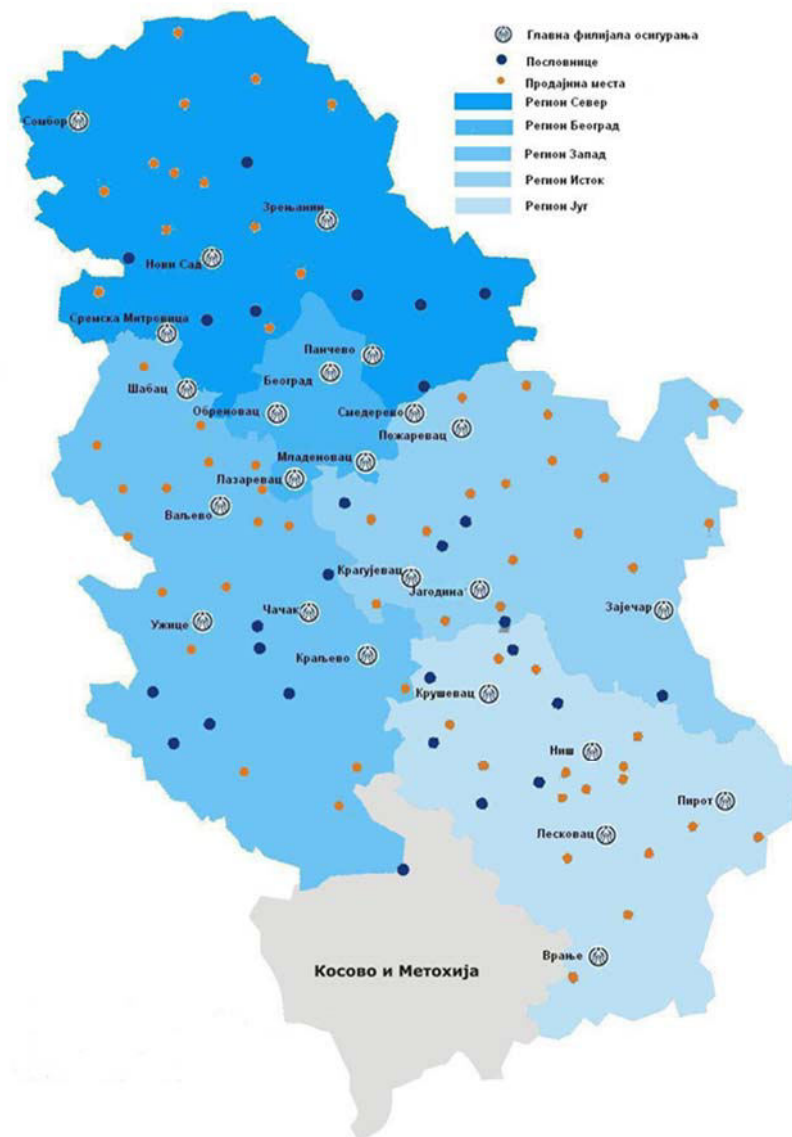 Главна филијала осигурања
Пословнице
Продајнина места
Регион Север
Регион Београд
Регион Запад
Регион Исток
Регион Југ
Сомбор
Зрењанин
Нови Сад
Сремска Митровица
Панчево
Београд
Шабац
Обреновац
Смедерево
Пожаревац
Младеновац
Лазаревац
Ваљево
Крагујевац
Јагодина
Зајечар
Чачак
Ужице
Краљево
Крушевац
Ниш
Пирот
Лесковац
Врање
Косово и Метохија